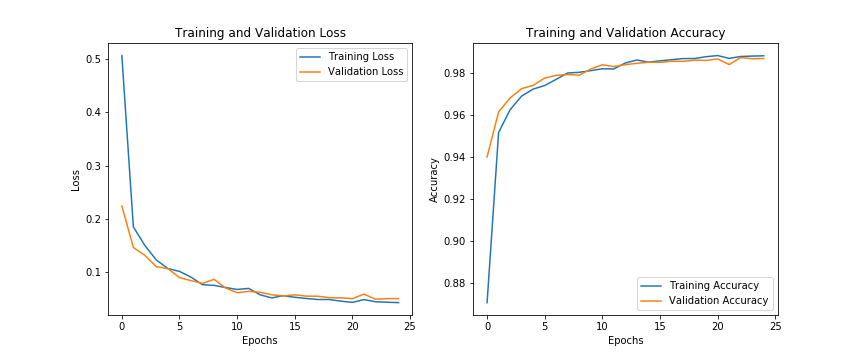 Training and Validation Loss
Training Loss
Validation Loss
0.5
0.4
0.3
0.2
0.1
Loss
0
5
10
15
20
25
Epochs
Training and Validation Accuracy
0.98
0.96
0.94
0.92
0.90
0.88
Accuracy
Training Accuracy
Validation Accuracy
0
5
10
15
20
25
Epochs